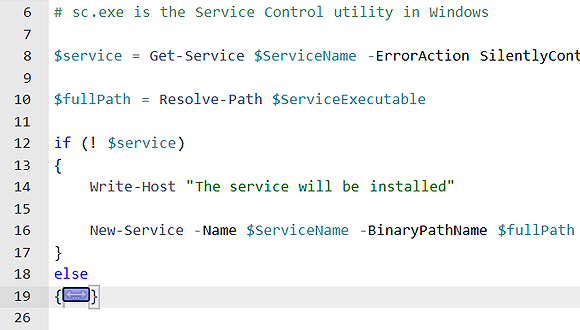 6 # sc.exe is the Service Control utility in Windows
7
8 $service = Get-Service $ServiceName -ErrorAction SilentlyCont
9
10 $fullPath = Resolve-Path $ServiceExecutable
11
12 if (! $service)
13 {
14 Write-Host "The service will be installed"
15
16 New-Service -Name $ServiceName -BinaryPathName $fullPath
17 }
18 else
19 {}
26